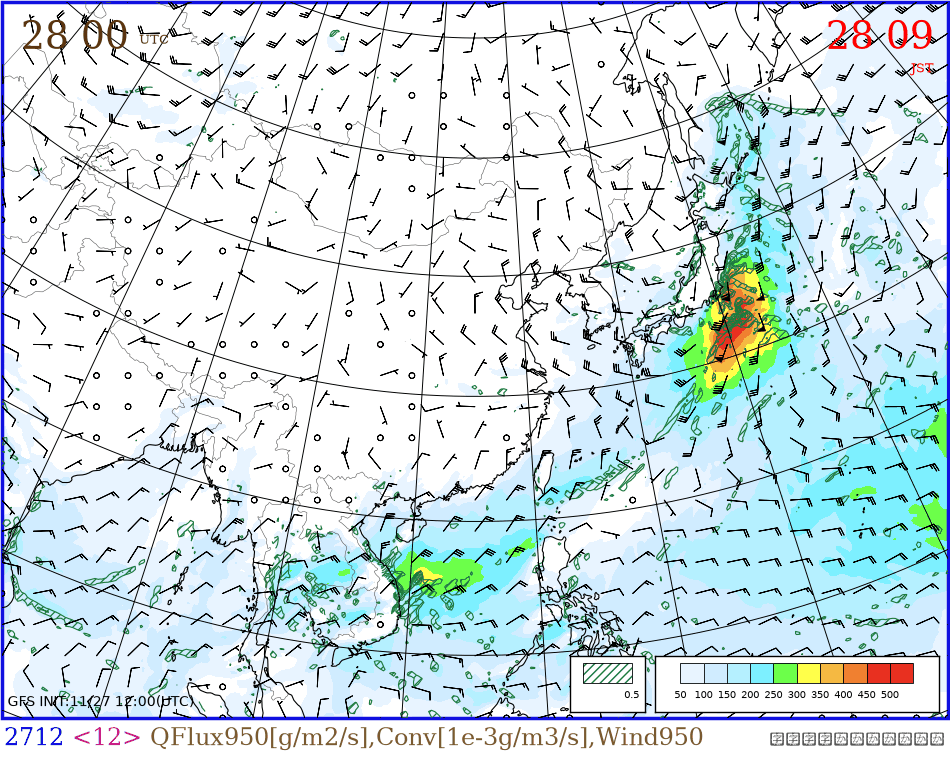 28 00 UTC
28 09 JST
0.5
50 100 150 200 250 300 350 400 450 500
GFS INIT:11/27 12:00(UTC)
2712 <12> QFlux950[g/m2/s],Conv[1e-3g/m3/s],Wind950